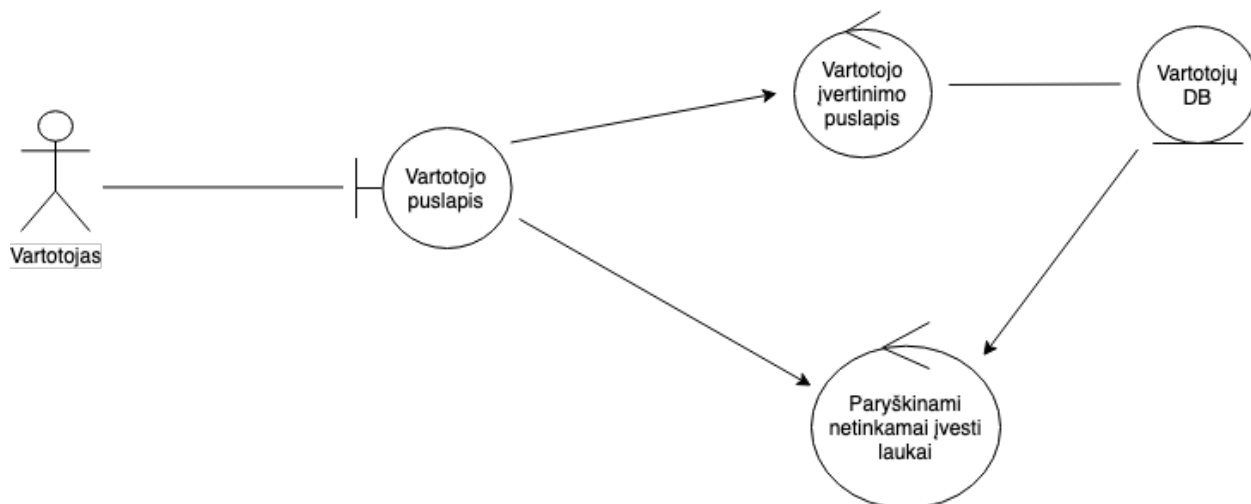 Vartotojas
Vartotojo
puslapis
Vartotojo
įvertinimo
puslapis
Vartotojų
DB
Paryškinami
netinkamai įvesti
laukai